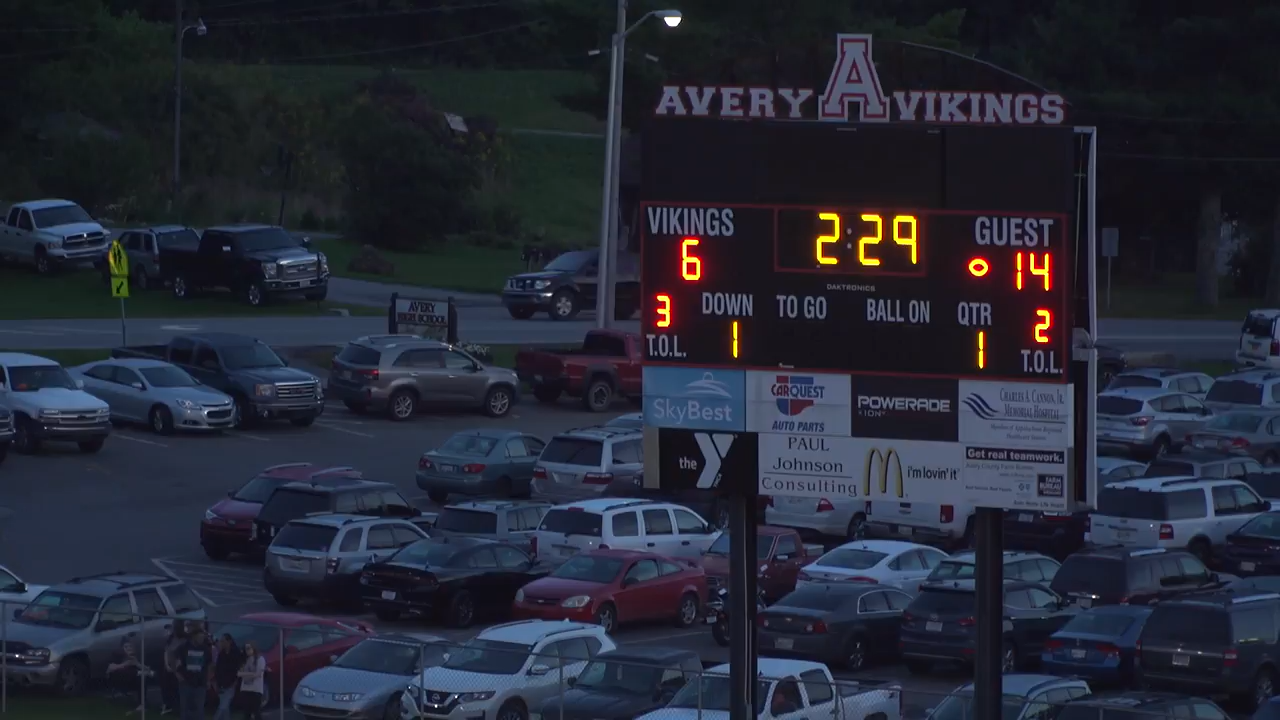 AVERY A VIKINGS
VIKINGS 2:29 GUEST
6 14
3 DOWN TO GO BALL ON QTR 2
DAKTRONICS
T.O.L. 1 1 T.O.L.
SkyBest
CARQUEST
AUTO PARTS
POWERADE
ION
CHARLES A. CANNON, JR.
MEMORIAL HOSPITAL
the Y
PAUL
Johnson
Consulting
M i'm lovin' it
Get real teamwork.
FARM
BUREAU
AVERY
HIGH SCHOOL